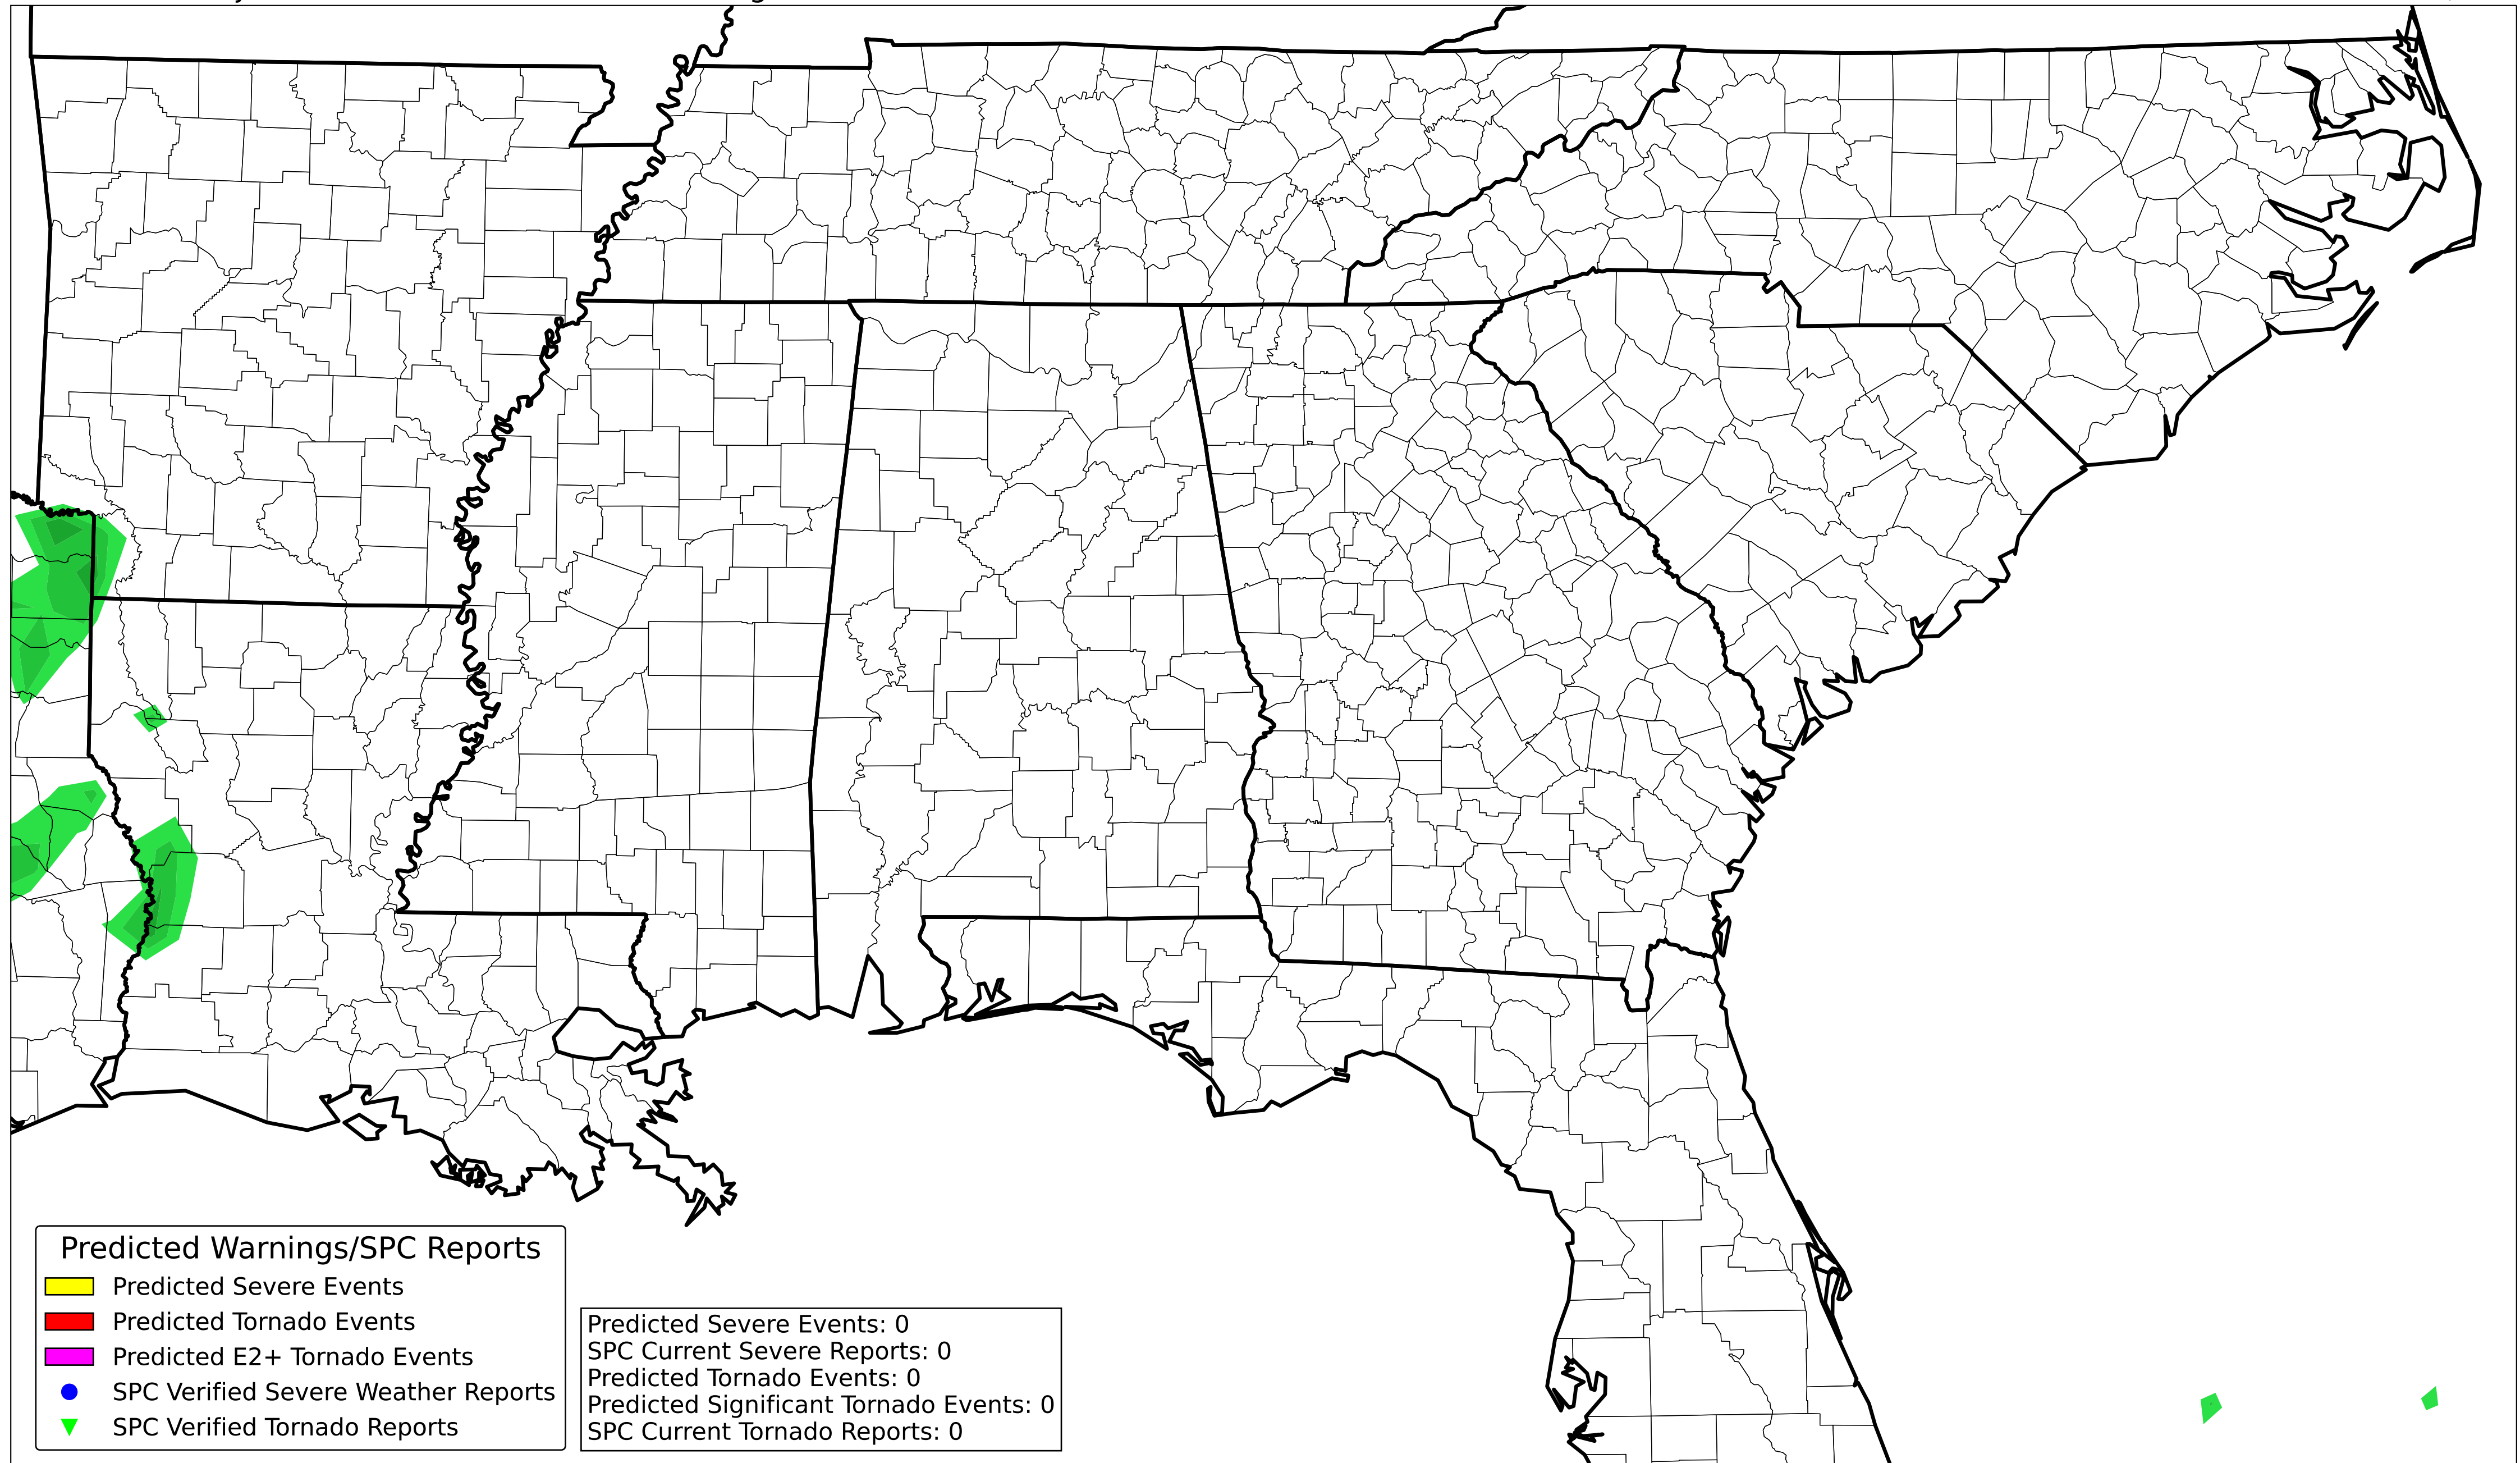 Predicted Warnings/SPC Reports
Predicted Severe Events
Predicted Tornado Events
Predicted E2+ Tornado Events
SPC Verified Severe Weather Reports
SPC Verified Tornado Reports
Predicted Severe Events: 0
SPC Current Severe Reports: 0
Predicted Tornado Events: 0
Predicted Significant Tornado Events: 0
SPC Current Tornado Reports: 0